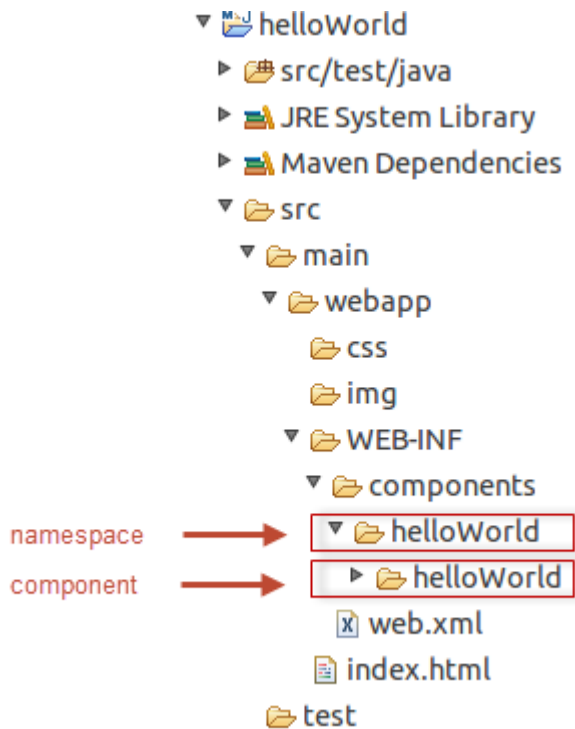 helloWorld
src/test/java
JRE System Library
Maven Dependencies
src
main
webapp
css
img
WEB-INF
components
namespace helloWorld
component helloWorld
web.xml
index.html
test